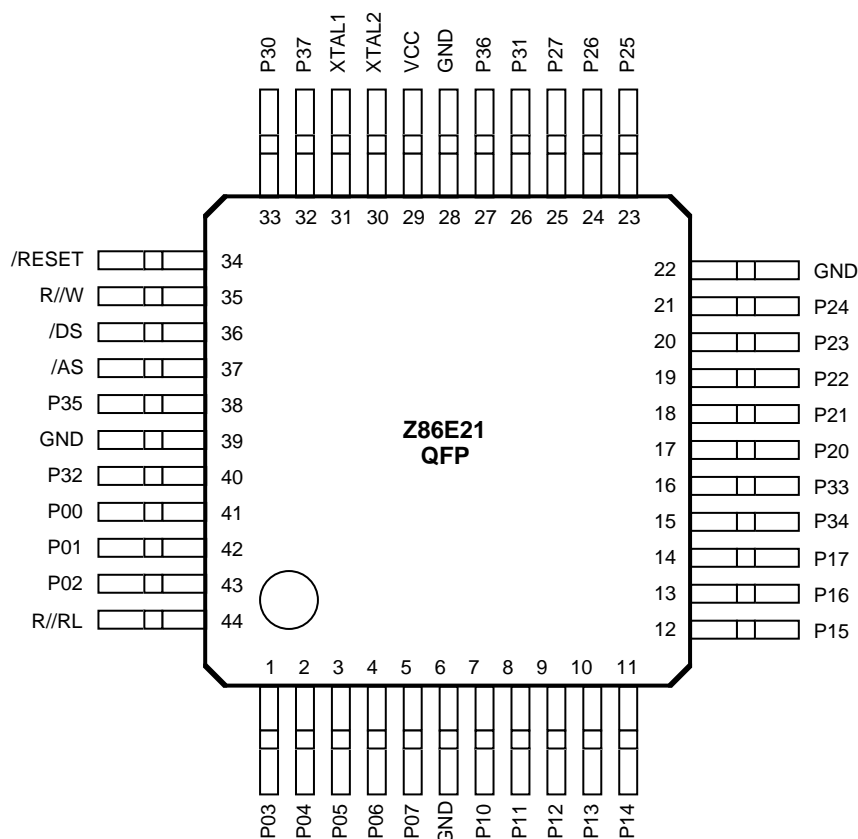 P30 P37 XTAL1 XTAL2 VCC GND P36 P31 P27 P26 P25
33 32 31 30 29 28 27 26 25 24 23
/RESET 34
R//W 35
/DS 36
/AS 37
P35 38
GND 39
P32 40
P00 41
P01 42
P02 43
R//RL 44
Z86E21
QFP
22 GND
21 P24
20 P23
19 P22
18 P21
17 P20
16 P33
15 P34
14 P17
13 P16
12 P15
1 2 3 4 5 6 7 8 9 10 11
P03 P04 P05 P06 P07 GND P10 P11 P12 P13 P14